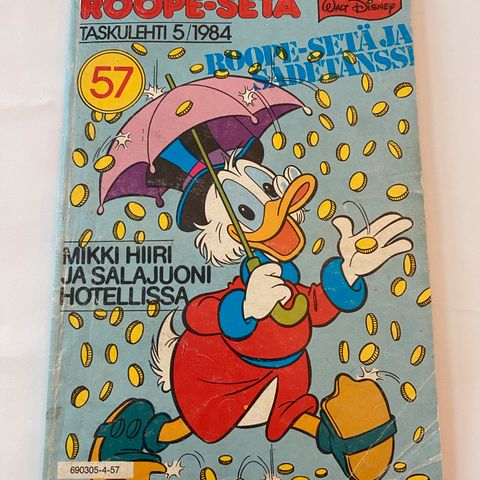 ROOPE-SETÄ
WALT DISNEY
TASKULEHTI 5/1984
57
ROOPE-SETÄ JA
SADETANSSI
MIKKI HIIRI
JA SALAJUONI
HOTELLISSA
690305-4-57